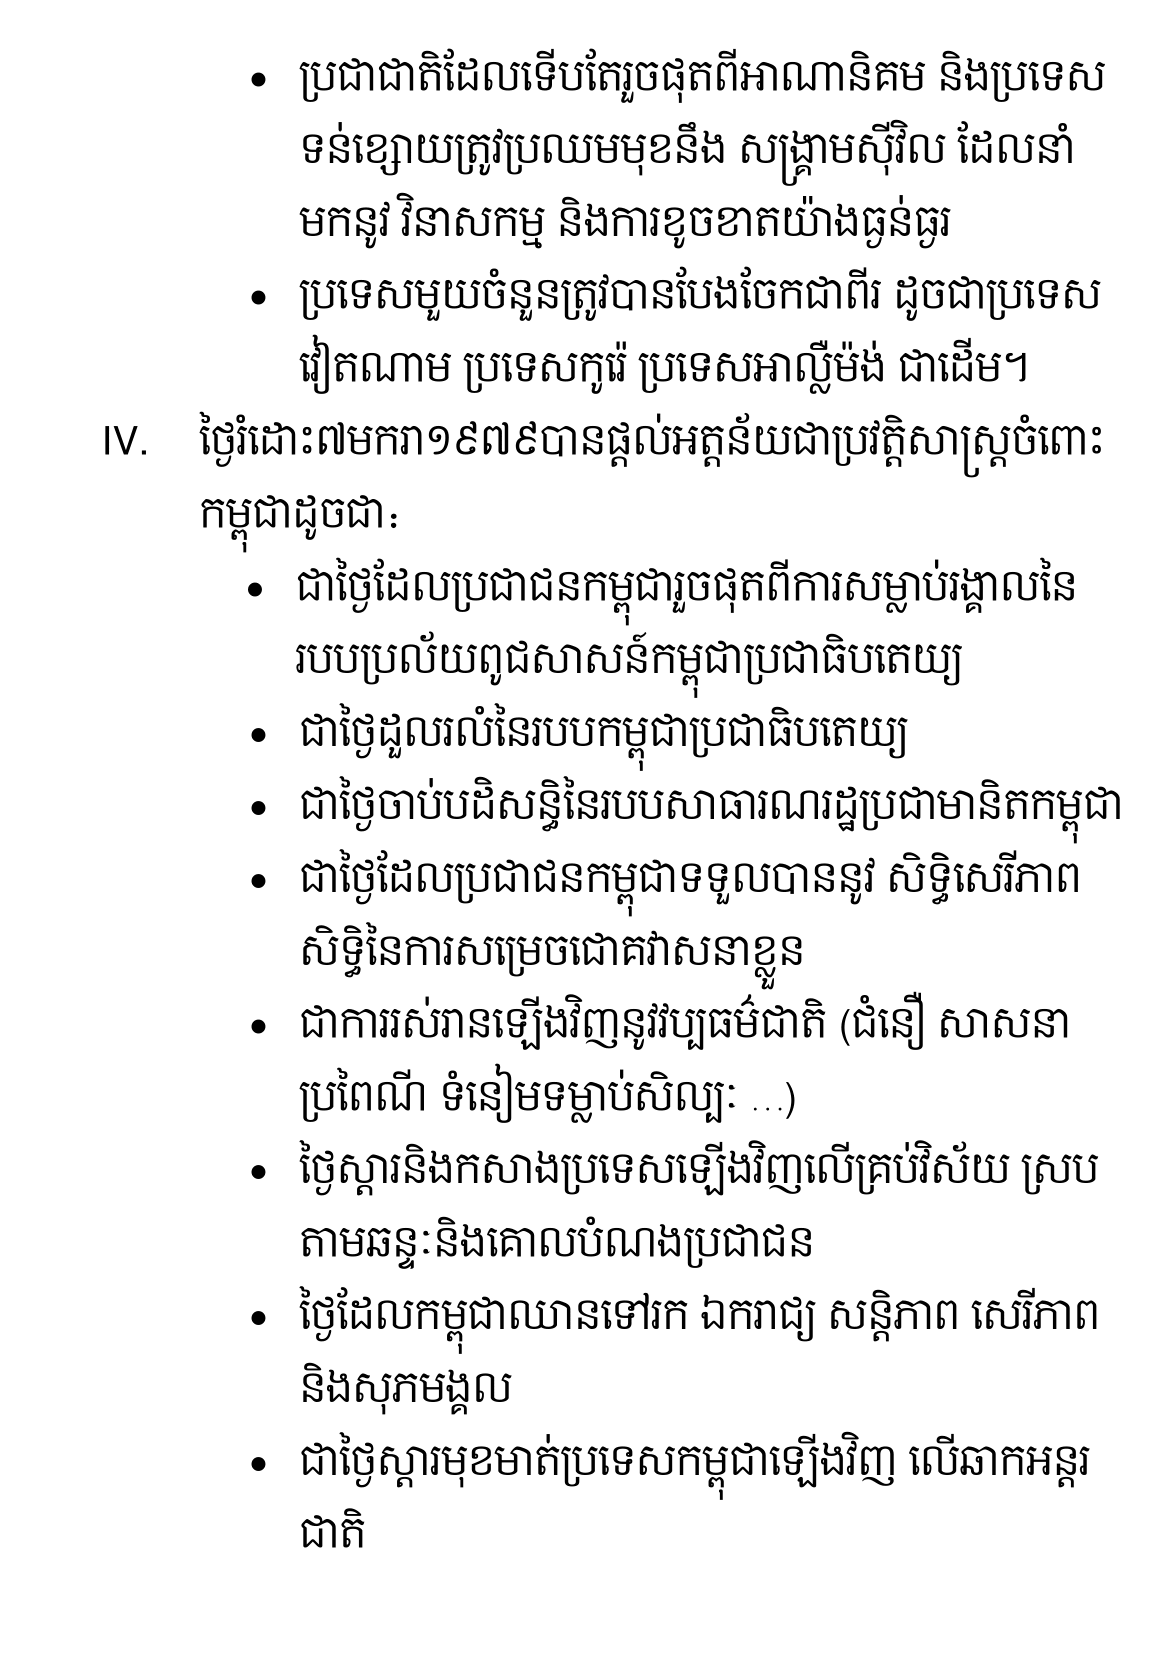 • ប្រជាជាតិដែលទើបតែរួចផុតពីអាណានិគម និងប្រទេស
ទន់ខ្សោយត្រូវប្រឈមមុខនឹង សង្គ្រាមស៊ីវិល ដែលនាំ
មកនូវ វិនាសកម្ម និងការខូចខាតយ៉ាងធ្ងន់ធ្ងរ
• ប្រទេសមួយចំនួនត្រូវបានបែងចែកជាពីរ ដូចជាប្រទេស
វៀតណាម ប្រទេសកូរ៉េ ប្រទេសអាល្លឺម៉ង់ ជាដើម។
IV. ថ្ងៃរំដោះ៧មករា១៩៧៩បានផ្តល់អត្តន័យជាប្រវត្តិសាស្ត្រចំពោះ
កម្ពុជាដូចជា៖
• ជាថ្ងៃដែលប្រជាជនកម្ពុជារួចផុតពីការសម្លាប់រង្គាលនៃ
របបប្រល័យពូជសាសន៍កម្ពុជាប្រជាធិបតេយ្យ
• ជាថ្ងៃដួលរលំនៃរបបកម្ពុជាប្រជាធិបតេយ្យ
• ជាថ្ងៃចាប់បដិសន្ធិនៃរបបសាធារណរដ្ឋប្រជាមានិតកម្ពុជា
• ជាថ្ងៃដែលប្រជាជនកម្ពុជាទទួលបាននូវ សិទ្ធិសេរីភាព
សិទ្ធិនៃការសម្រេចជោគវាសនាខ្លួន
• ជាការរស់រានឡើងវិញនូវវប្បធម៌ជាតិ (ជំនឿ សាសនា
ប្រពៃណី ទំនៀមទម្លាប់សិល្បៈ ...)
• ថ្ងៃស្តារនិងកសាងប្រទេសឡើងវិញលើគ្រប់វិស័យ ស្រប
តាមឆន្ទៈនិងគោលបំណងប្រជាជន
• ថ្ងៃដែលកម្ពុជាឈានទៅរក ឯករាជ្យ សន្តិភាព សេរីភាព
និងសុភមង្គល
• ជាថ្ងៃស្តារមុខមាត់ប្រទេសកម្ពុជាឡើងវិញ លើឆាកអន្តរ
ជាតិ